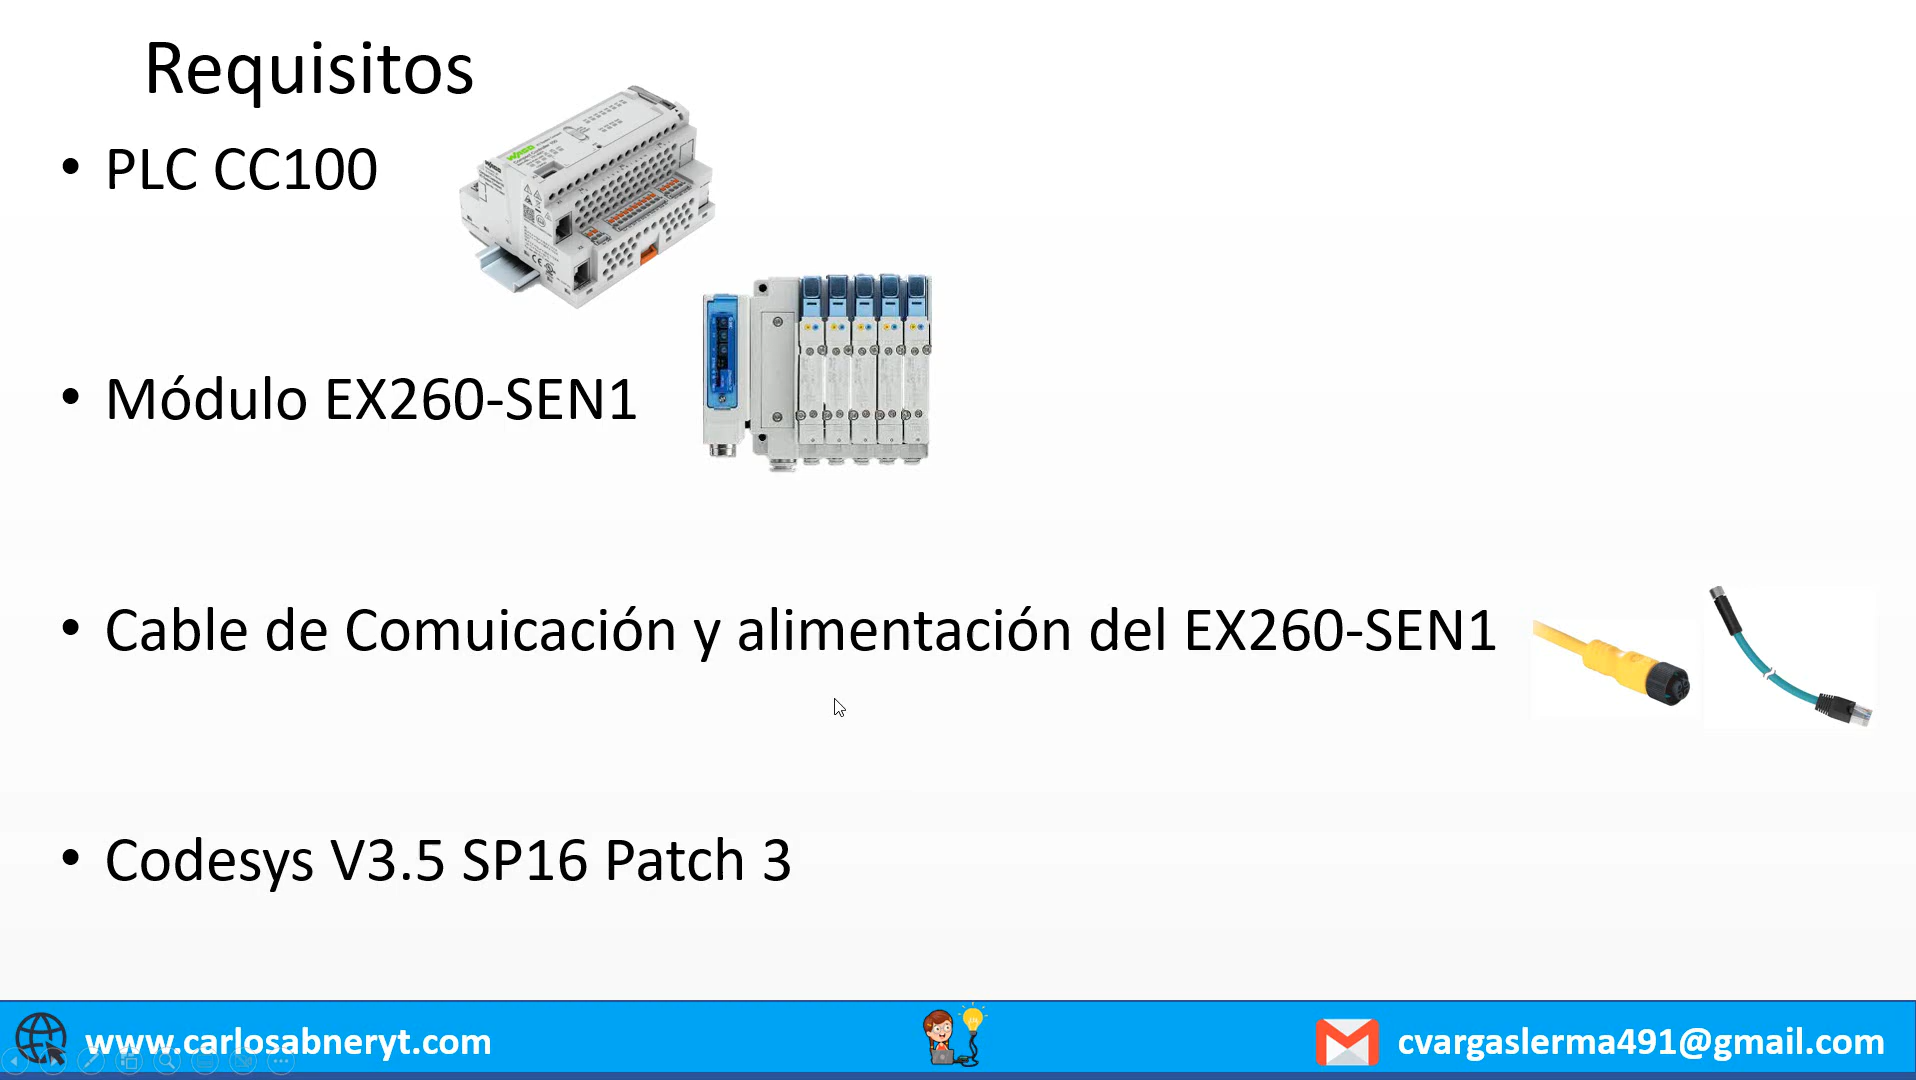 Requisitos
• PLC CC100
• Módulo EX260-SEN1
• Cable de Comuicación y alimentación del EX260-SEN1
• Codesys V3.5 SP16 Patch 3
www.carlosabneryt.com
cvargaslerma491@gmail.com